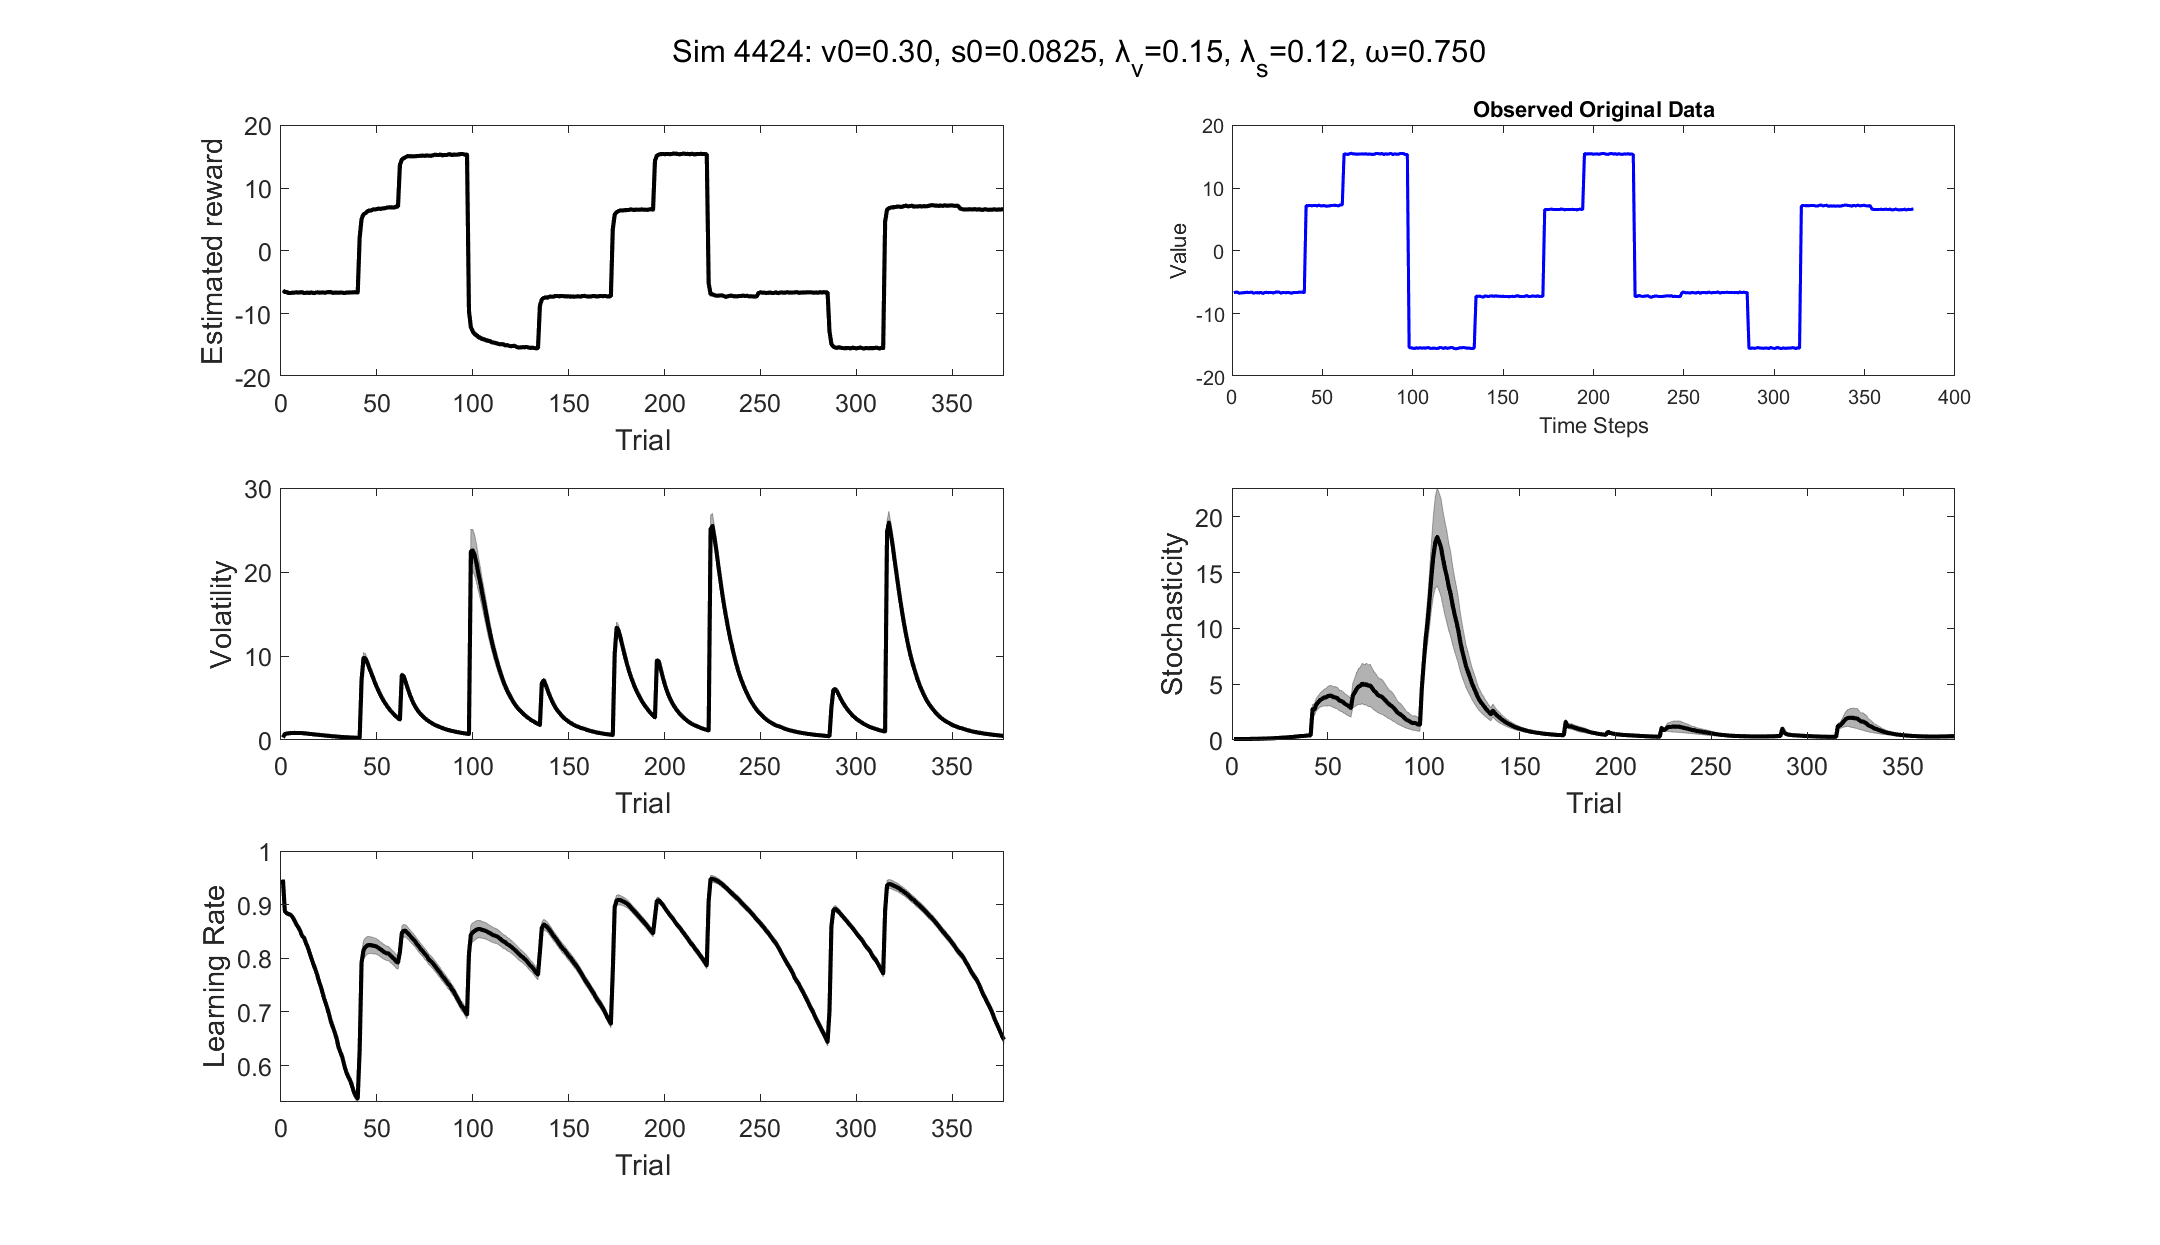 Sim 4424: v0=0.30, s0=0.0825, λ_v=0.15, λ_s=0.12, ω=0.750
Estimated reward
20
10
0
-10
-20
0 50 100 150 200 250 300 350
Trial
Observed Original Data
Value
20
10
0
-10
-20
0 50 100 150 200 250 300 350 400
Time Steps
Volatility
30
20
10
0
0 50 100 150 200 250 300 350
Trial
Stochasticity
20
15
10
5
0
0 50 100 150 200 250 300 350
Trial
Learning Rate
1
0.9
0.8
0.7
0.6
0 50 100 150 200 250 300 350
Trial